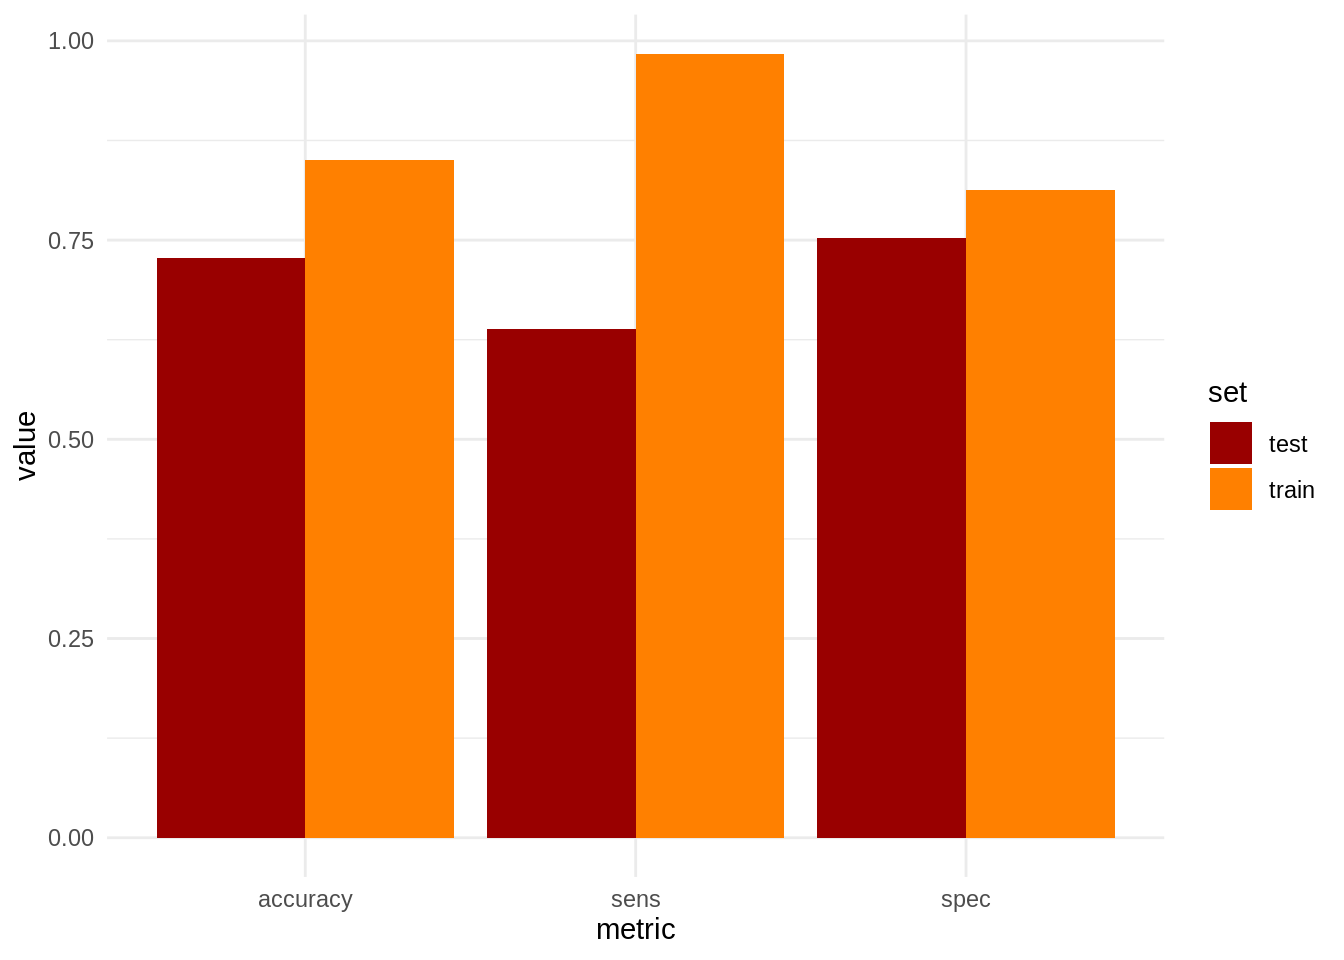 1.00
0.75
0.50
0.25
0.00
value
accuracy
sens
spec
metric
set
test
train